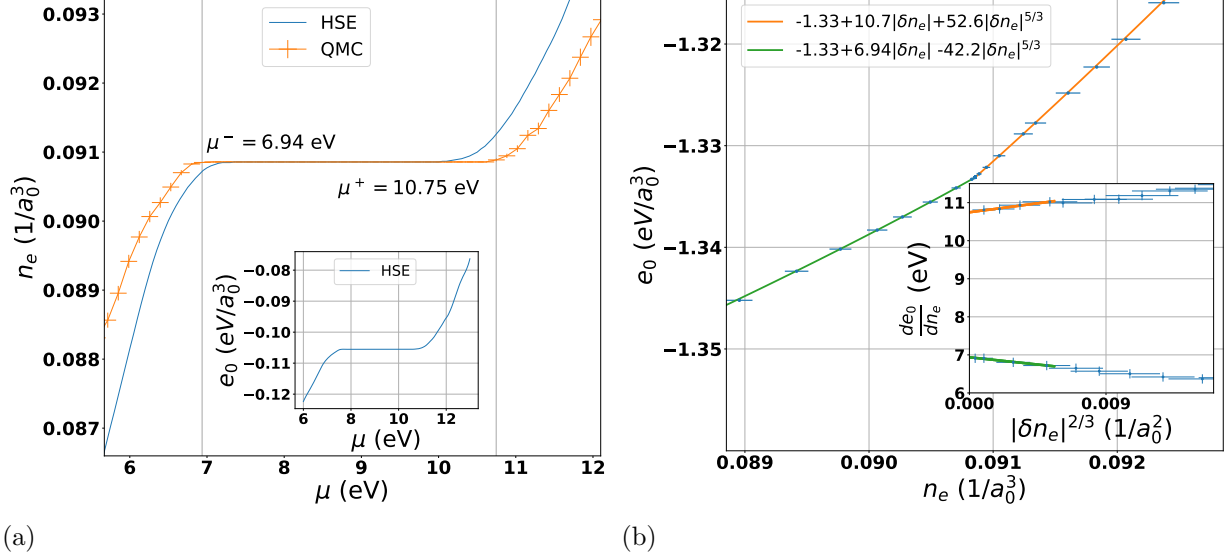 0.093
0.092
0.091
0.090
0.089
0.088
0.087
n_e (1/a_0^3)
HSE
QMC
μ^− = 6.94 eV
μ^+ = 10.75 eV
−0.08
−0.09
−0.10
−0.11
−0.12
e_0 (eV/a_0^3)
HSE
6 8 10 12
μ (eV)
6 7 8 9 10 11 12
μ (eV)
(a)
-1.33+10.7|δn_e|+52.6|δn_e|^{5/3}
-1.33+6.94|δn_e| -42.2|δn_e|^{5/3}
−1.32
−1.33
−1.34
−1.35
e_0 (eV/a_0^3)
11
10
9
8
7
6
de_0/dn_e (eV)
0.000 0.009
|δn_e|^{2/3} (1/a_0^2)
0.089 0.090 0.091 0.092
n_e (1/a_0^3)
(b)